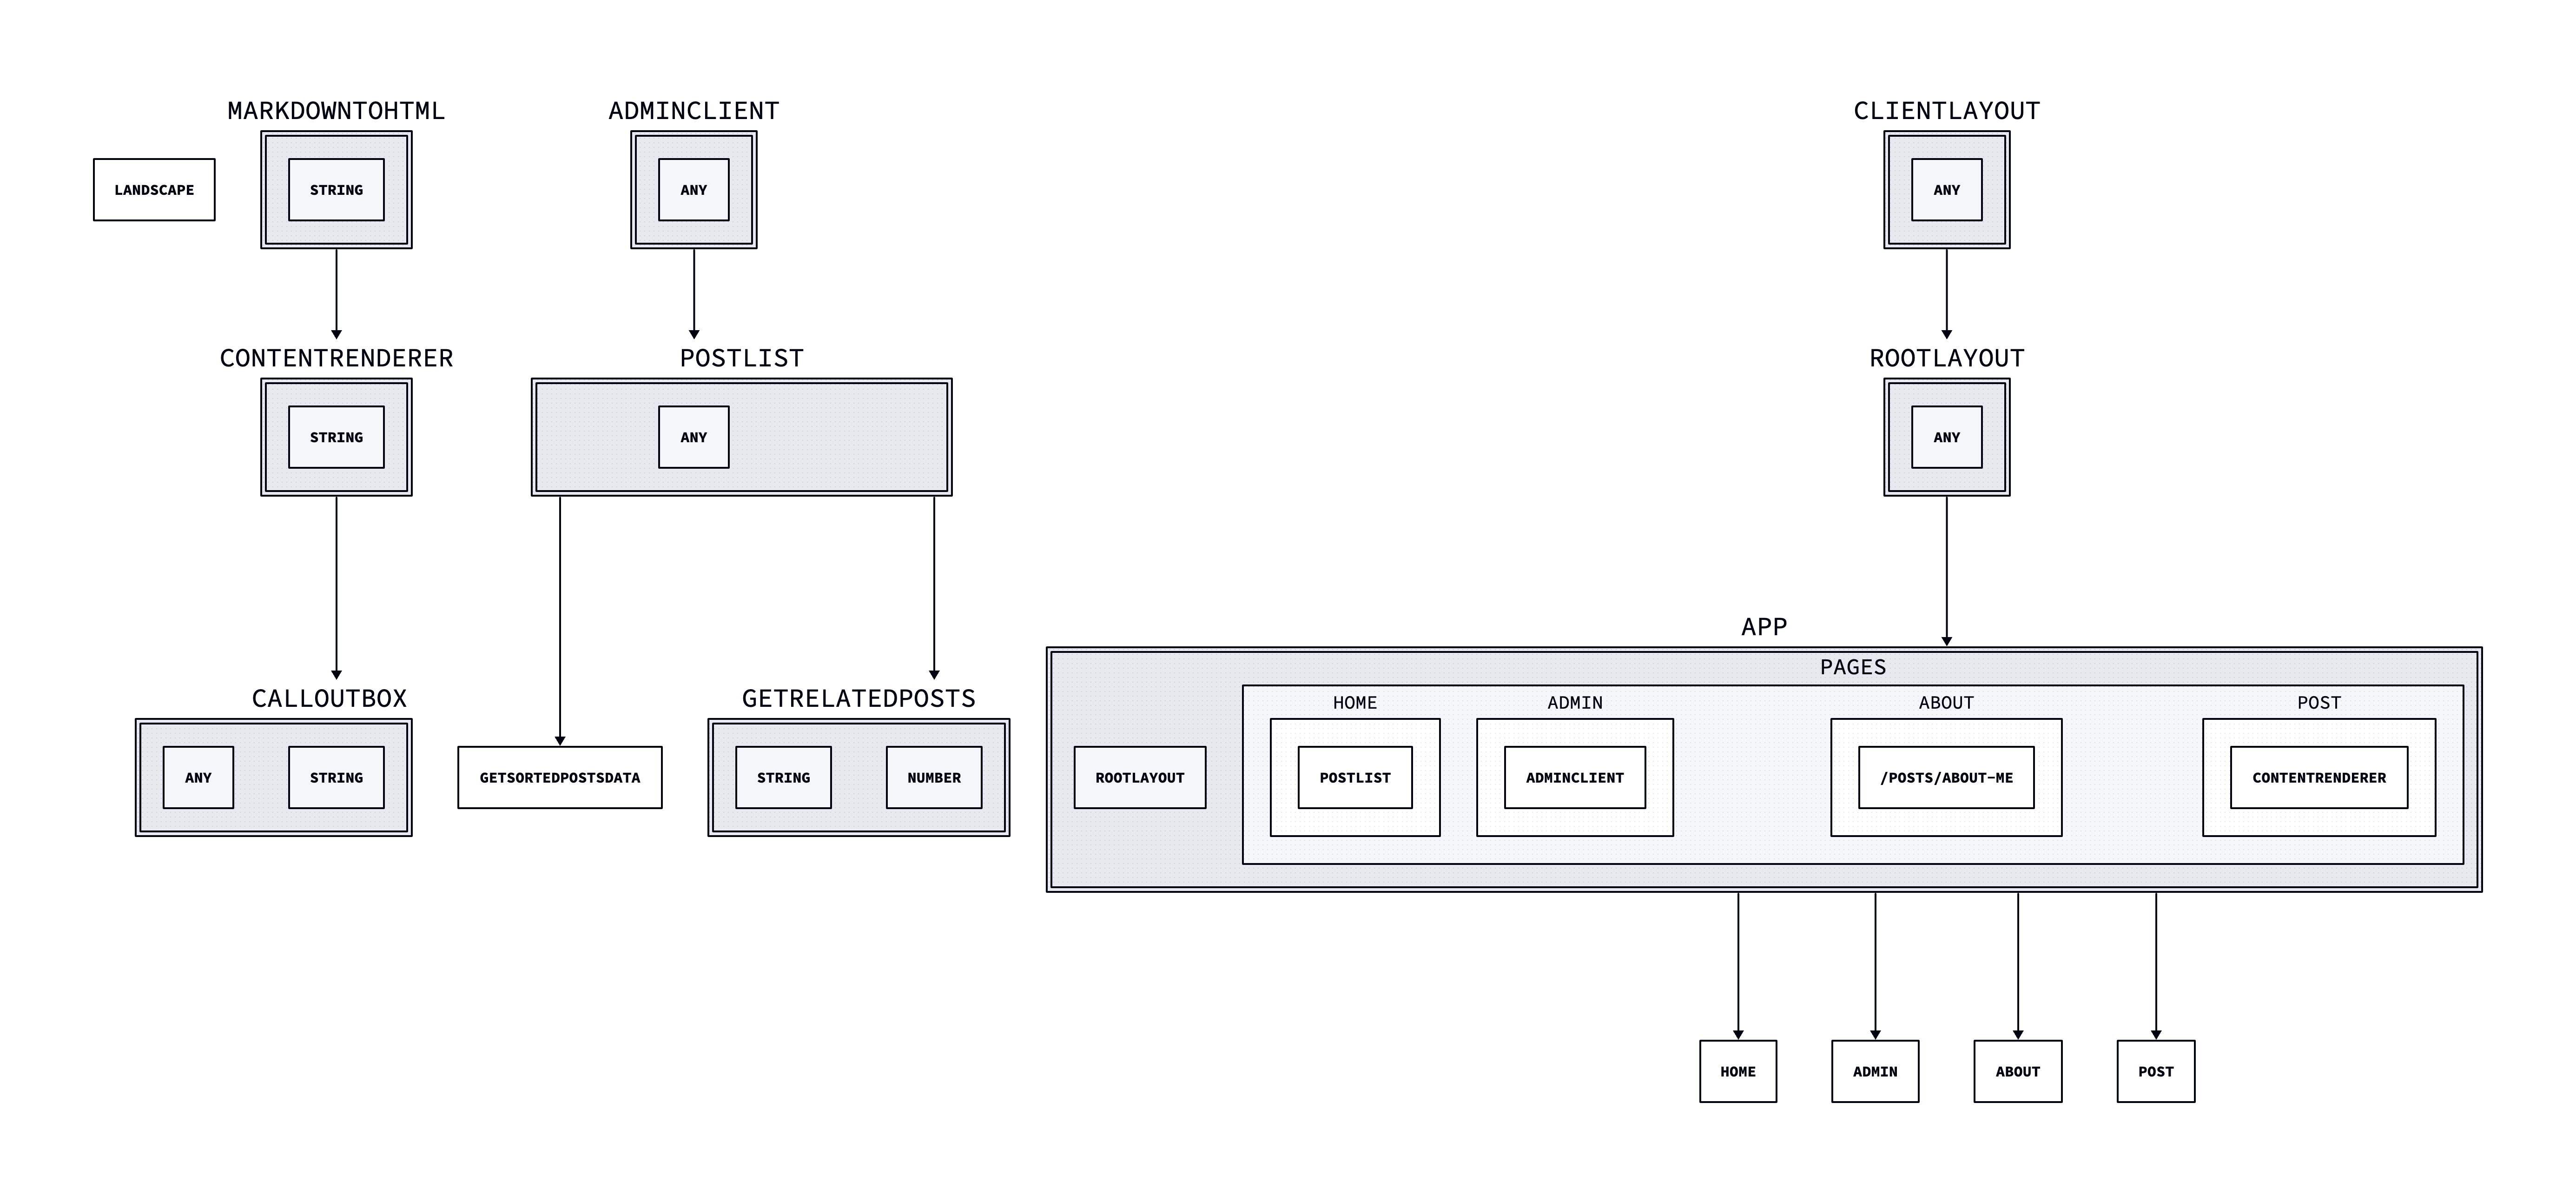 MARKDOWNTOHTML
ADMINCLIENT
CLIENTLAYOUT
LANDSCAPE
STRING
ANY
ANY
CONTENTRENDERER
POSTLIST
ROOTLAYOUT
STRING
ANY
ANY
APP
PAGES
CALLOUTBOX
GETRELATEDPOSTS
HOME
ADMIN
ABOUT
POST
ANY
STRING
GETSORTEDPOSTSDATA
STRING
NUMBER
ROOTLAYOUT
POSTLIST
ADMINCLIENT
/POSTS/ABOUT-ME
CONTENTRENDERER
HOME
ADMIN
ABOUT
POST